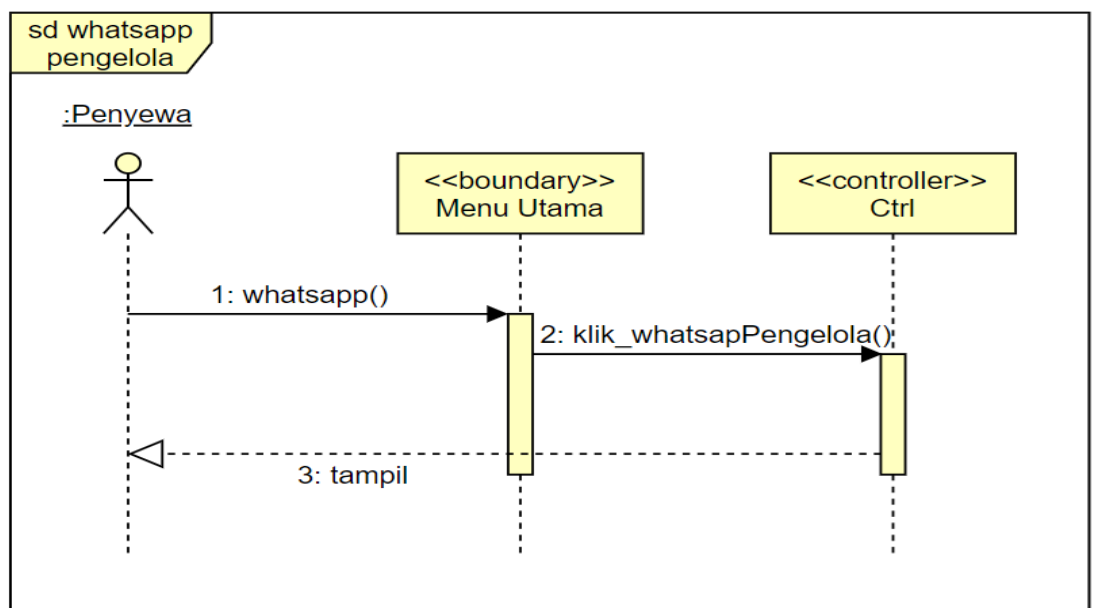 sd whatsapp
pengelola
:Penyewa
<<boundary>>
Menu Utama
<<controller>>
Ctrl
1: whatsapp()
2: klik_whatsapPengelola()
3: tampil